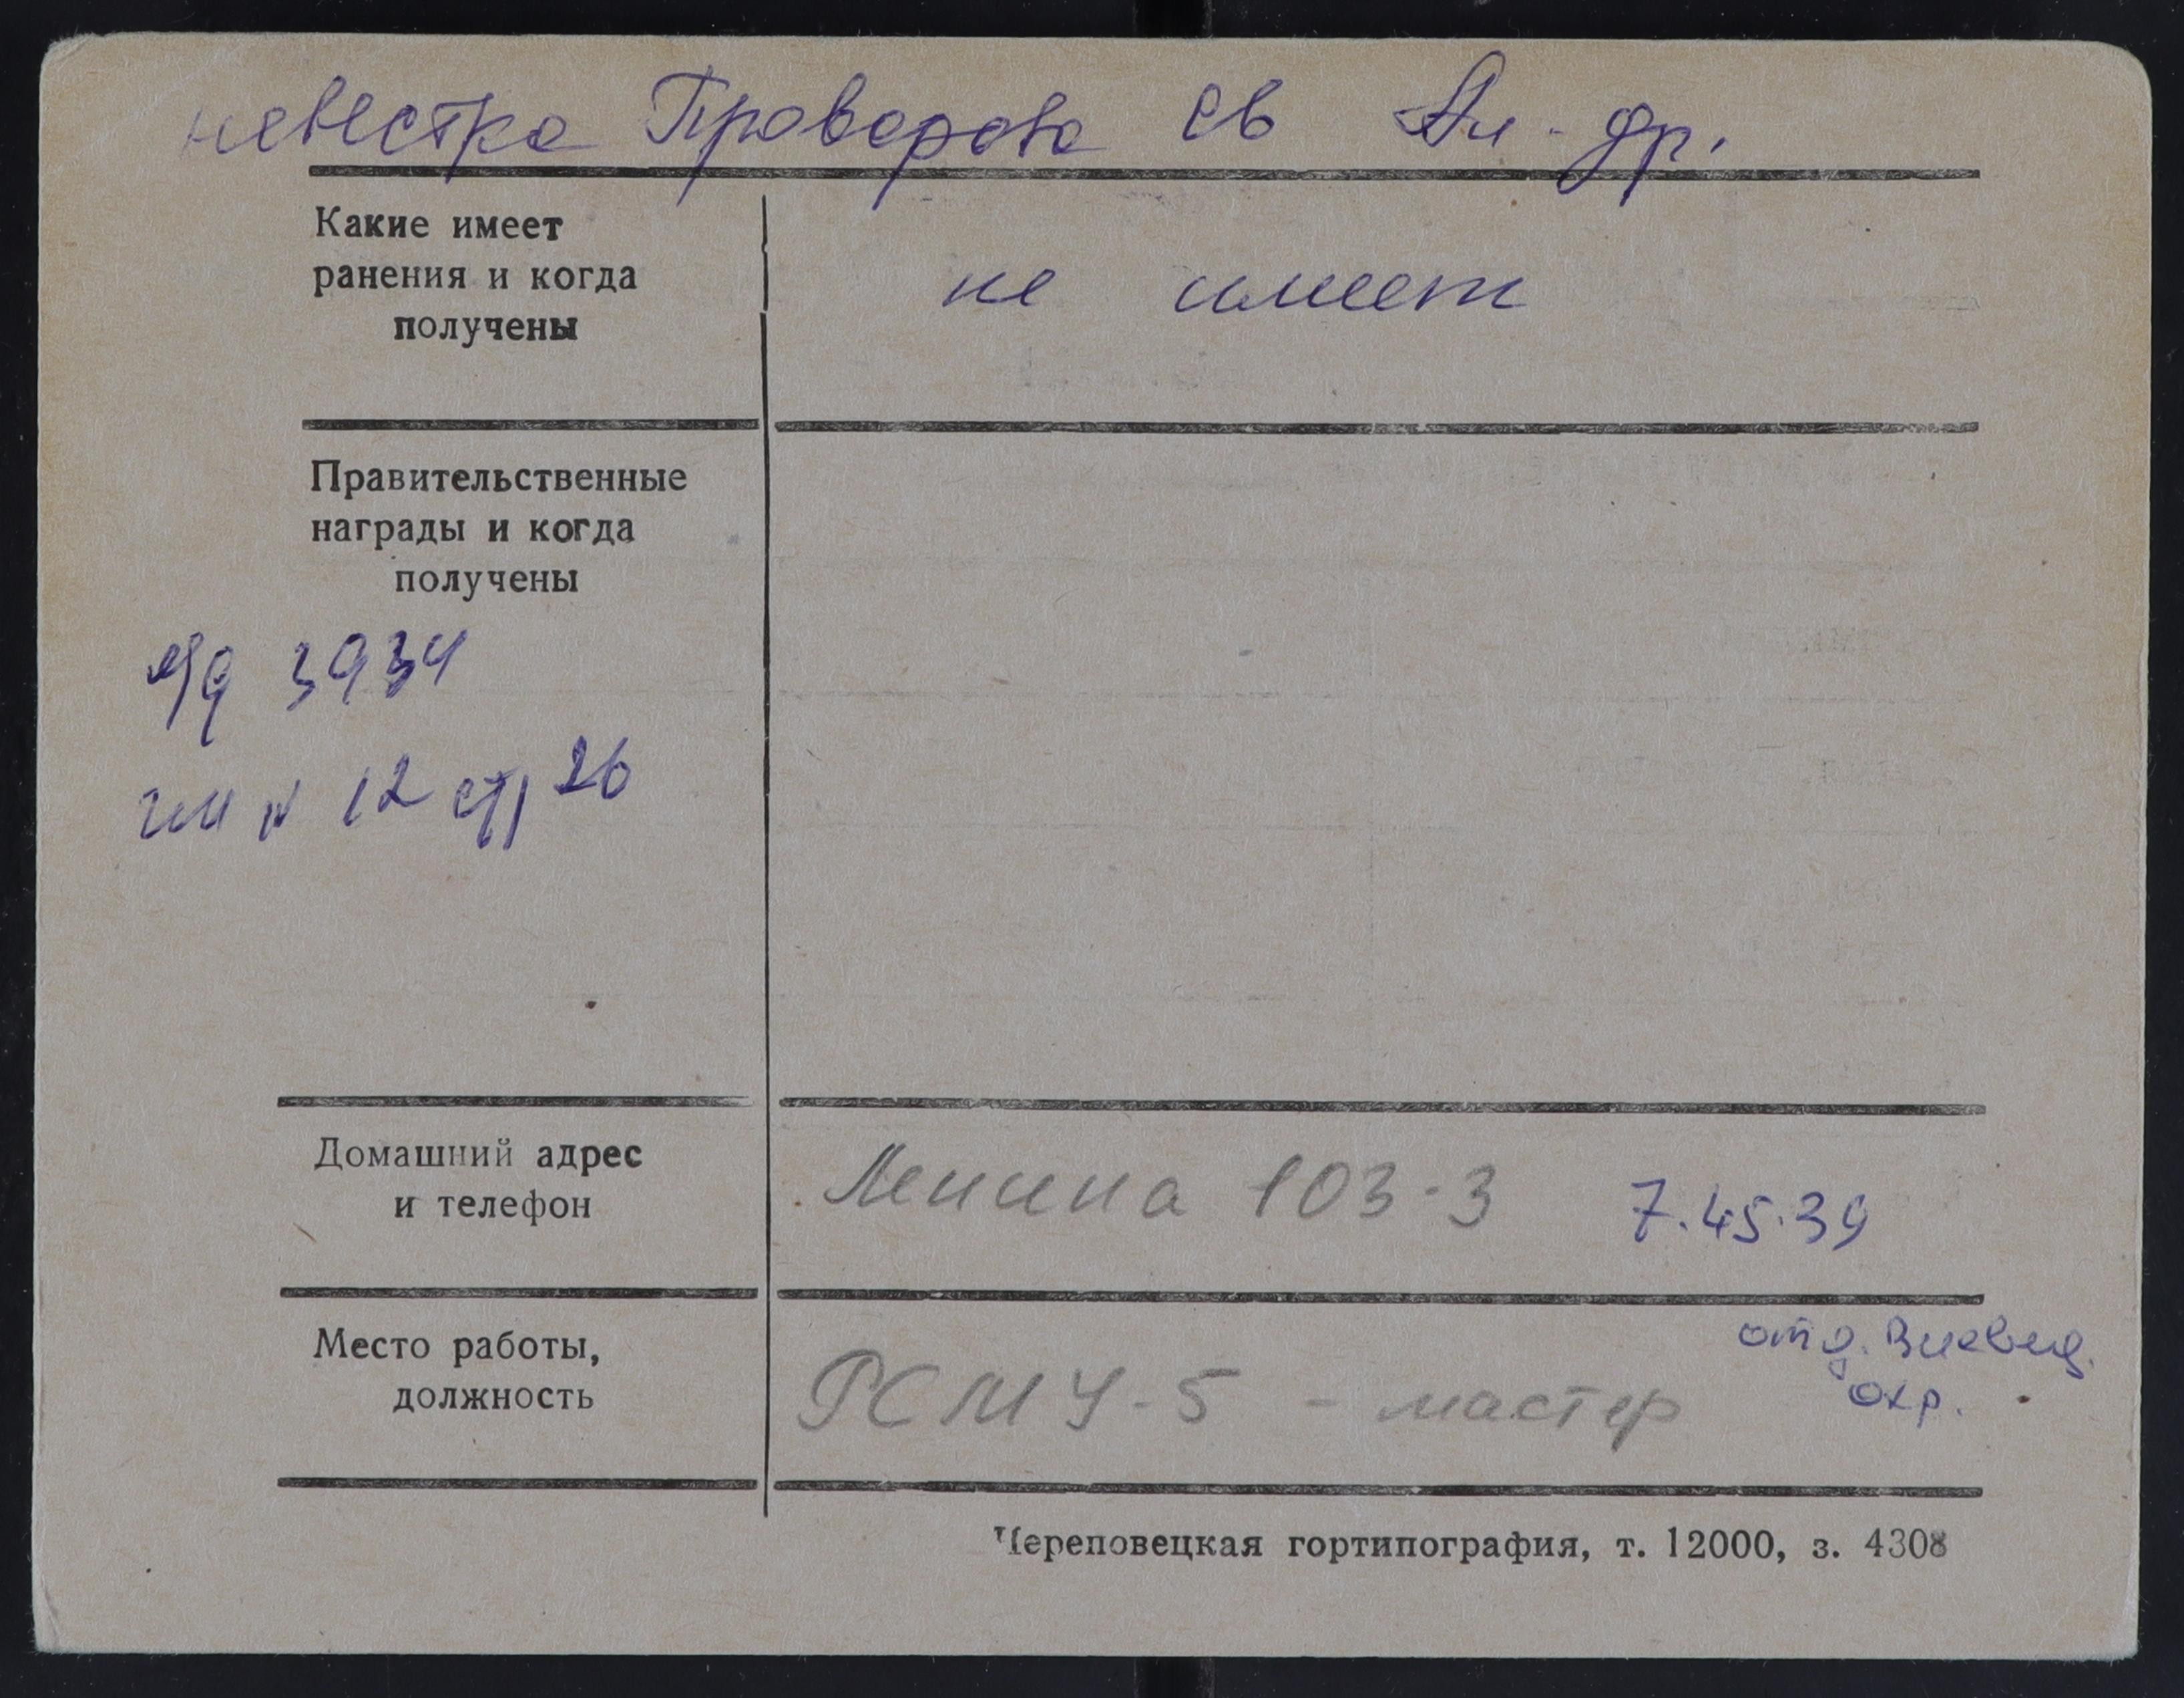 невестка Проворова Ев Ал-др.
Какие имеет
ранения и когда
получены
не имеет
Правительственные
награды и когда
получены
3934
N 12 стр 26
Домашний адрес
и телефон
Ленина 103-3 7.45.39
Место работы,
должность
отд. Вневед.
охр.
РСМУ-5 - мастер
Череповецкая гортипография, т. 12000, з. 4308